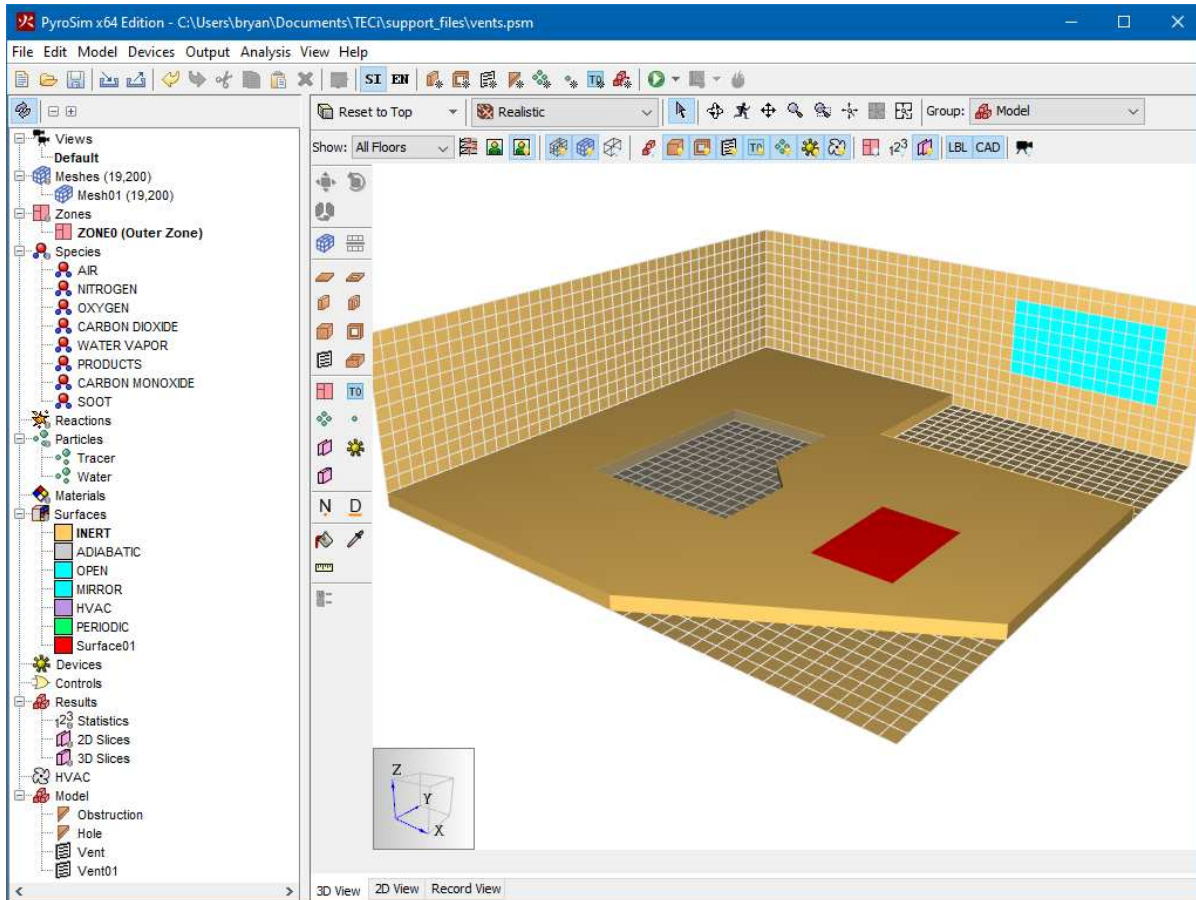 PyroSim x64 Edition - C:\Users\bryan\Documents\TECi\support_files\vents.psm
File Edit Model Devices Output Analysis View Help
SI EN
Reset to Top Realistic Group: Model
Show: All Floors LBL CAD
Views
Default
Meshes (19,200)
Mesh01 (19,200)
Zones
ZONE0 (Outer Zone)
Species
AIR
NITROGEN
OXYGEN
CARBON DIOXIDE
WATER VAPOR
PRODUCTS
CARBON MONOXIDE
SOOT
Reactions
Particles
Tracer
Water
Materials
Surfaces
INERT
ADIABATIC
OPEN
MIRROR
HVAC
PERIODIC
Surface01
Devices
Controls
Results
Statistics
2D Slices
3D Slices
HVAC
Model
Obstruction
Hole
Vent
Vent01
N D
Z
Y
X
3D View 2D View Record View